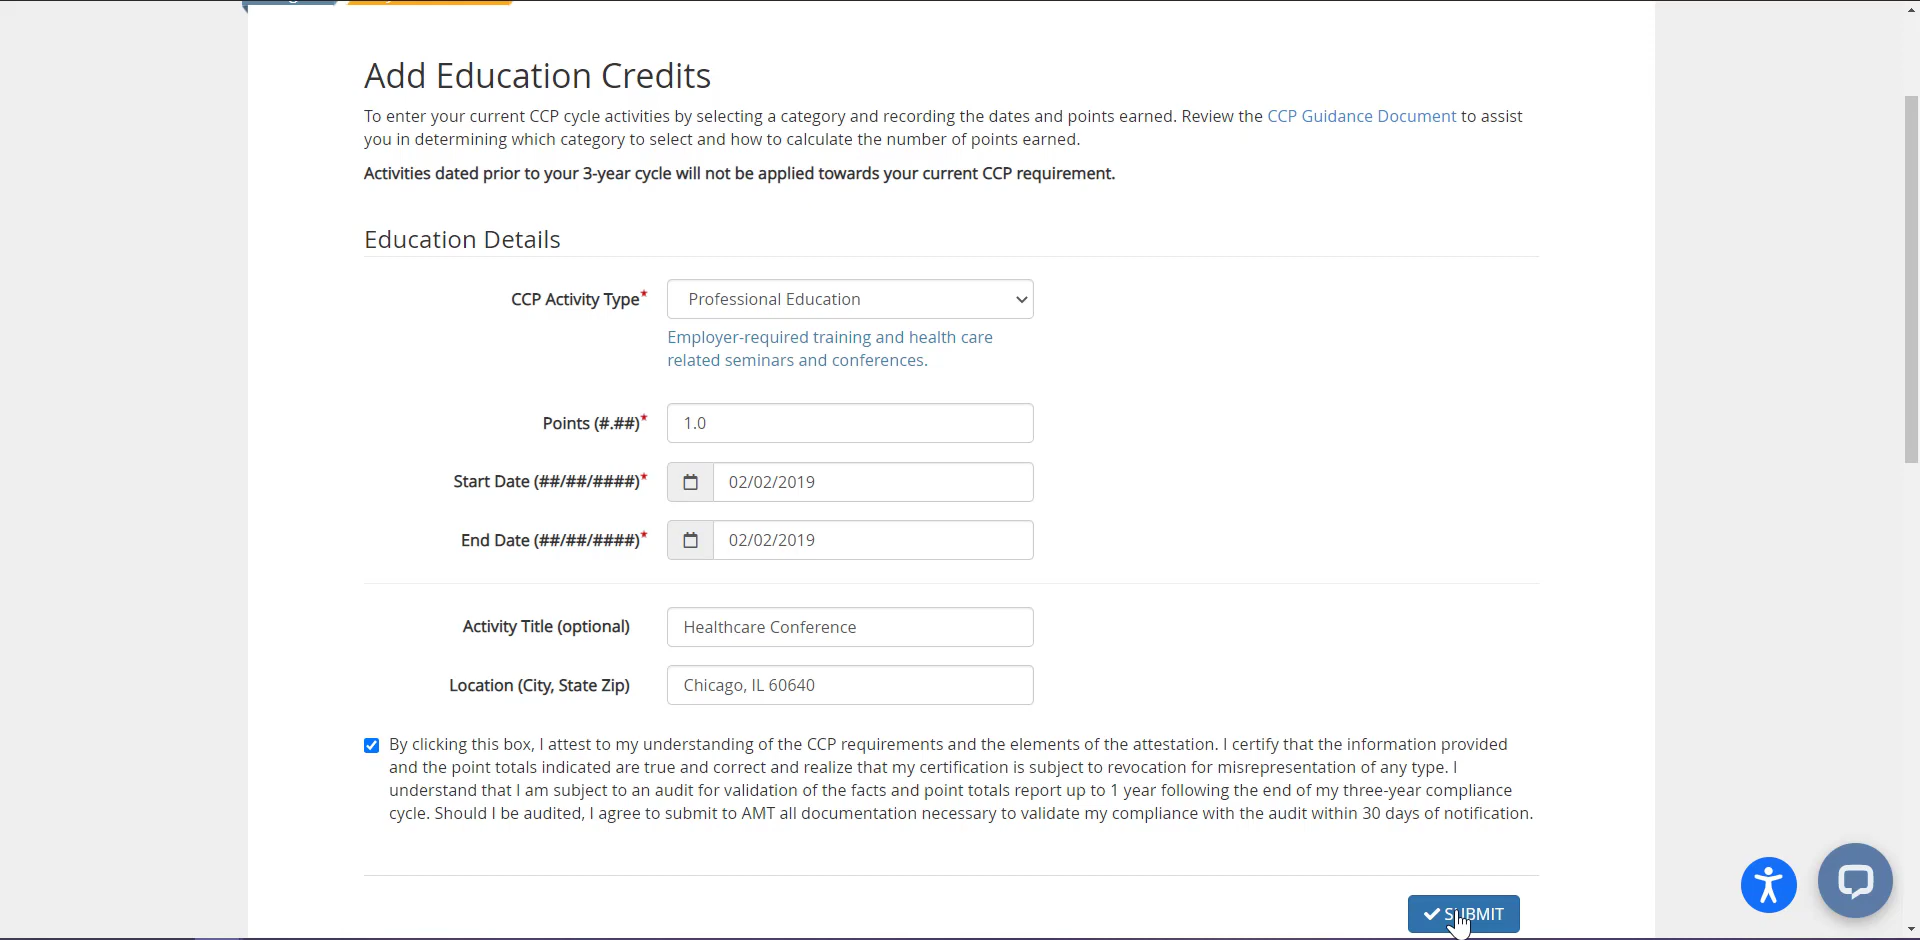 Add Education Credits
To enter your current CCP cycle activities by selecting a category and recording the dates and points earned. Review the CCP Guidance Document to assist
you in determining which category to select and how to calculate the number of points earned.
Activities dated prior to your 3-year cycle will not be applied towards your current CCP requirement.
Education Details
CCP Activity Type* Professional Education
Employer-required training and health care
related seminars and conferences.
Points (#.##)* 1.0
Start Date (##/##/####)* 02/02/2019
End Date (##/##/####)* 02/02/2019
Activity Title (optional) Healthcare Conference
Location (City, State Zip) Chicago, IL 60640
By clicking this box, I attest to my understanding of the CCP requirements and the elements of the attestation. I certify that the information provided
and the point totals indicated are true and correct and realize that my certification is subject to revocation for misrepresentation of any type. I
understand that I am subject to an audit for validation of the facts and point totals report up to 1 year following the end of my three-year compliance
cycle. Should I be audited, I agree to submit to AMT all documentation necessary to validate my compliance with the audit within 30 days of notification.
SUBMIT